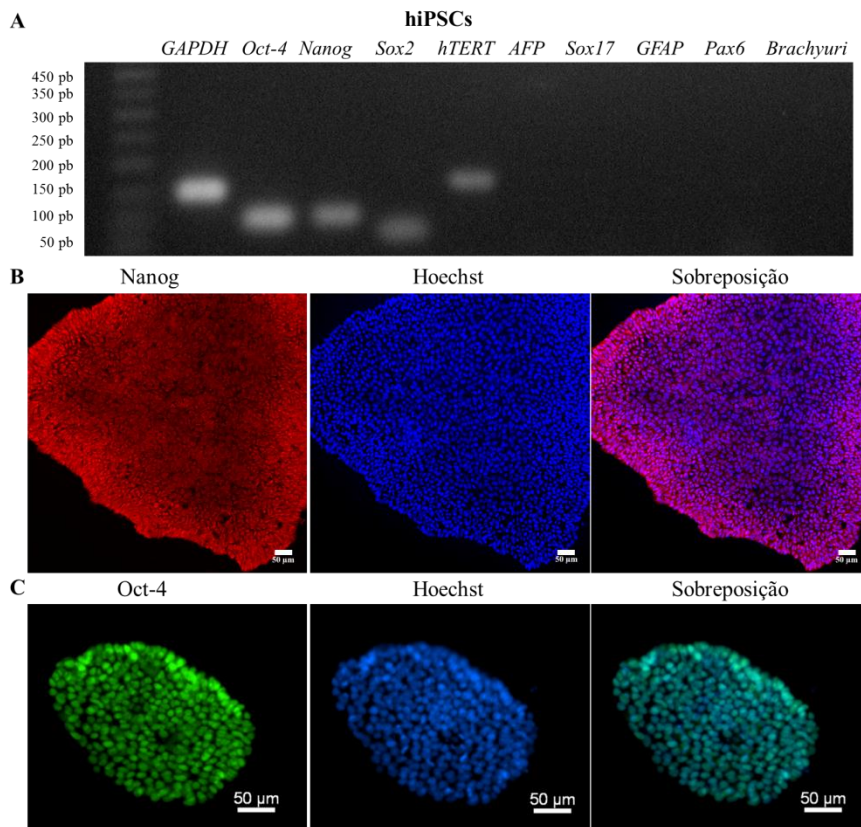 hiPSCs
A
GAPDH Oct-4 Nanog Sox2 hTERT AFP Sox17 GFAP Pax6 Brachyuri
450 pb
350 pb
300 pb
250 pb
200 pb
150 pb
100 pb
50 pb
B
Nanog Hoechst Sobreposição
50 µm 50 µm 50 µm
C
Oct-4 Hoechst Sobreposição
50 µm 50 µm 50 µm